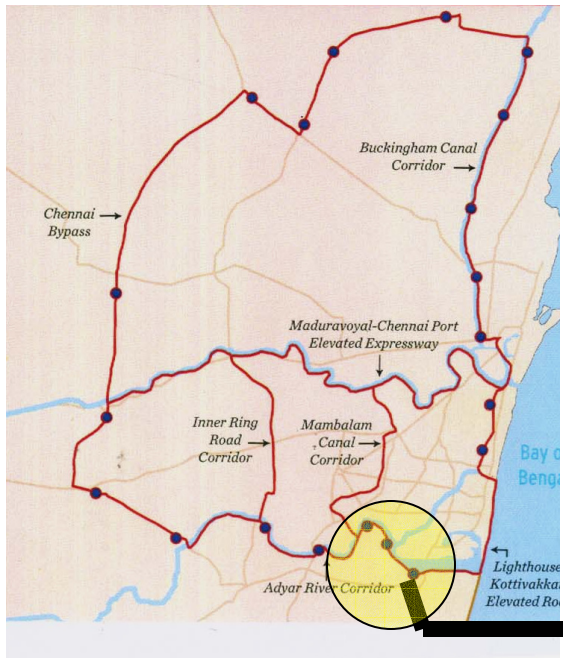 Buckingham Canal
Corridor
Chennai
Bypass
Maduravoyal-Chennai Port
Elevated Expressway
Inner Ring
Road
Corridor
Mambalam
Canal
Corridor
Bay o
Benga
Lighthouse
Kottivakka
Elevated Ro
Adyar River Corridor